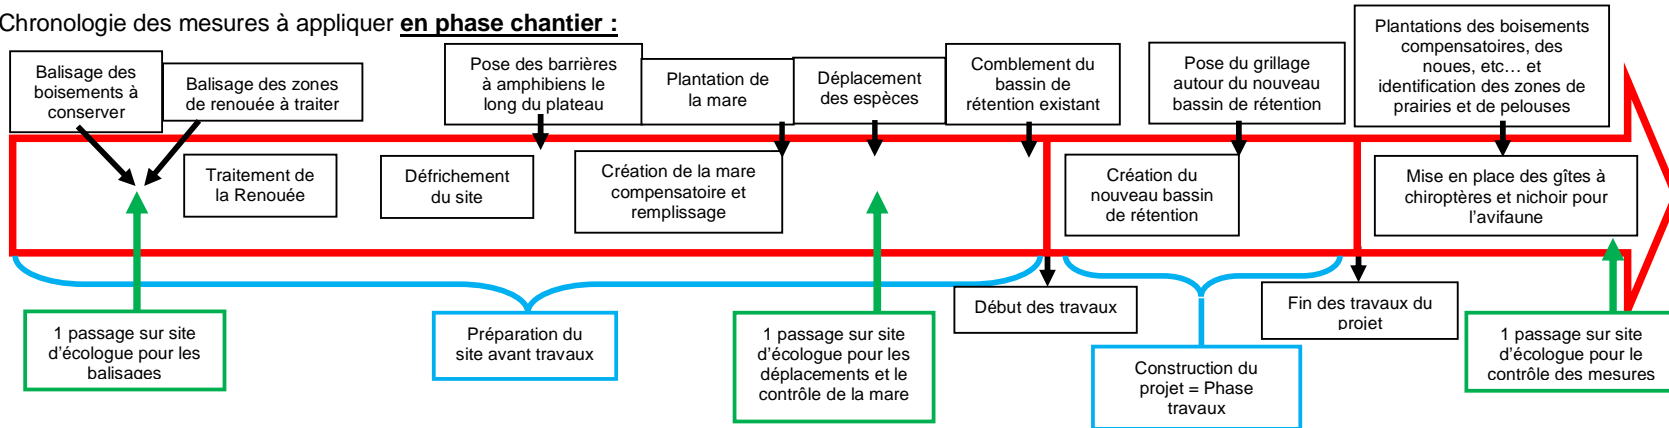 Chronologie des mesures à appliquer en phase chantier :
Balisage des
boisements à
conserver
Balisage des zones
de renouée à traiter
Pose des barrières
à amphibiens le
long du plateau
Plantation de
la mare
Déplacement
des espèces
Comblement du
bassin de
rétention existant
Pose du grillage
autour du nouveau
bassin de rétention
Plantations des boisements
compensatoires, des
noues, etc… et
identification des zones de
prairies et de pelouses
Traitement de
la Renouée
Défrichement
du site
Création de la mare
compensatoire et
remplissage
Création du
nouveau bassin
de rétention
Mise en place des gîtes à
chiroptères et nichoir pour
l'avifaune
1 passage sur site
d'écologue pour les
balisages
Préparation du
site avant travaux
1 passage sur site
d'écologue pour les
déplacements et le
contrôle de la mare
Début des travaux
Construction du
projet = Phase
travaux
Fin des travaux du
projet
1 passage sur site
d'écologue pour le
contrôle des mesures